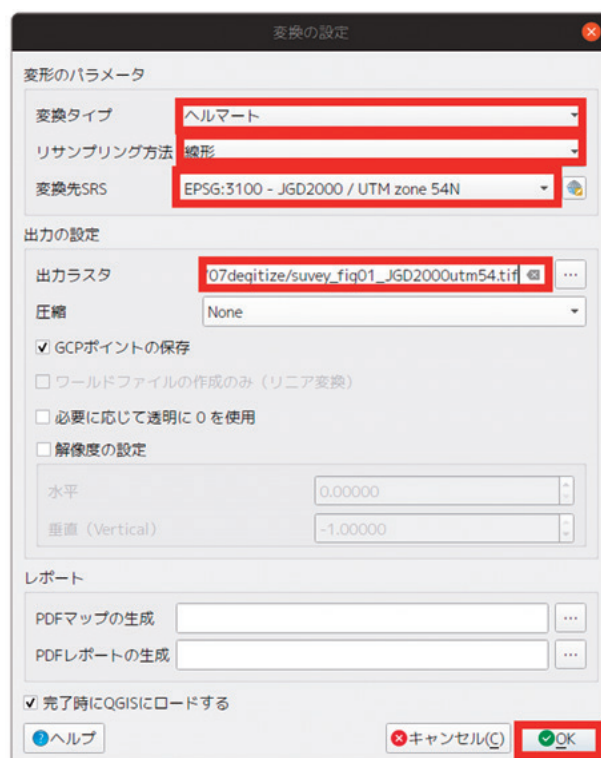 変換の設定
変形のパラメータ
変換タイプ ヘルマート
リサンプリング方法 線形
変換先SRS EPSG:3100 - JGD2000 / UTM zone 54N
出力の設定
出力ラスタ '07degitize/suvey_fig01_JGD2000utm54.tif ...
圧縮 None
GCPポイントの保存
ワールドファイルの作成のみ（リニア変換）
必要に応じて透明に 0 を使用
解像度の設定
水平 0.00000
垂直（Vertical） -1.00000
レポート
PDFマップの生成 ...
PDFレポートの生成 ...
完了時にQGISにロードする
ヘルプ キャンセル(C) OK